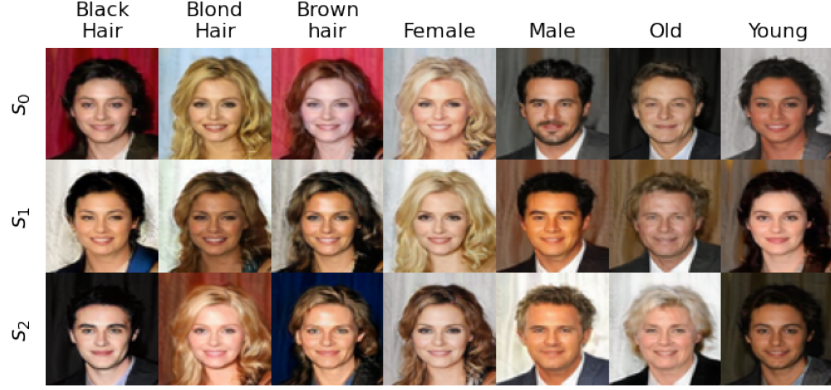 Black
Hair
Blond
Hair
Brown
hair
Female
Male
Old
Young
s0
s1
s2